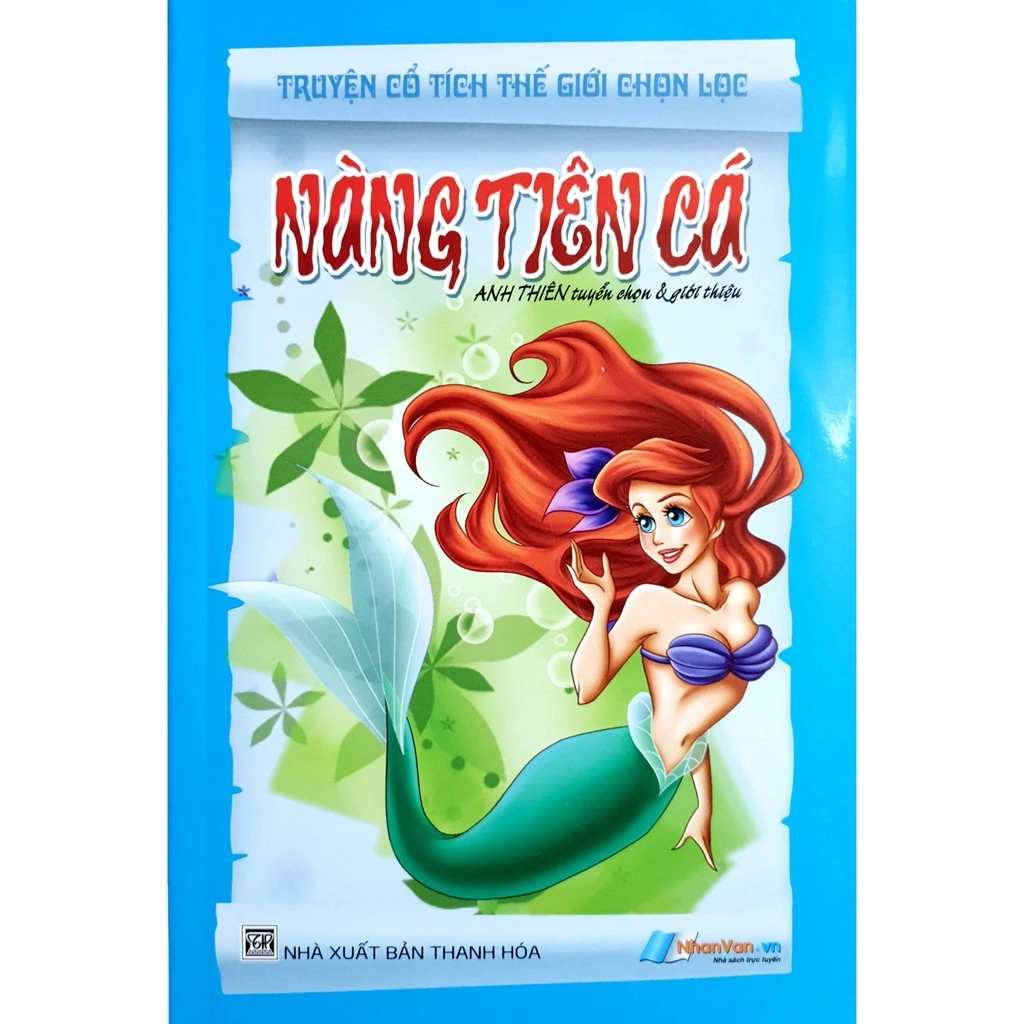 TRUYỆN CỔ TÍCH THẾ GIỚI CHỌN LỌC
NÀNG TIÊN CÁ
ANH THIÊN tuyển chọn & giới thiệu
NHÀ XUẤT BẢN THANH HÓA
NhanVan.vn
Nhà sách trực tuyến